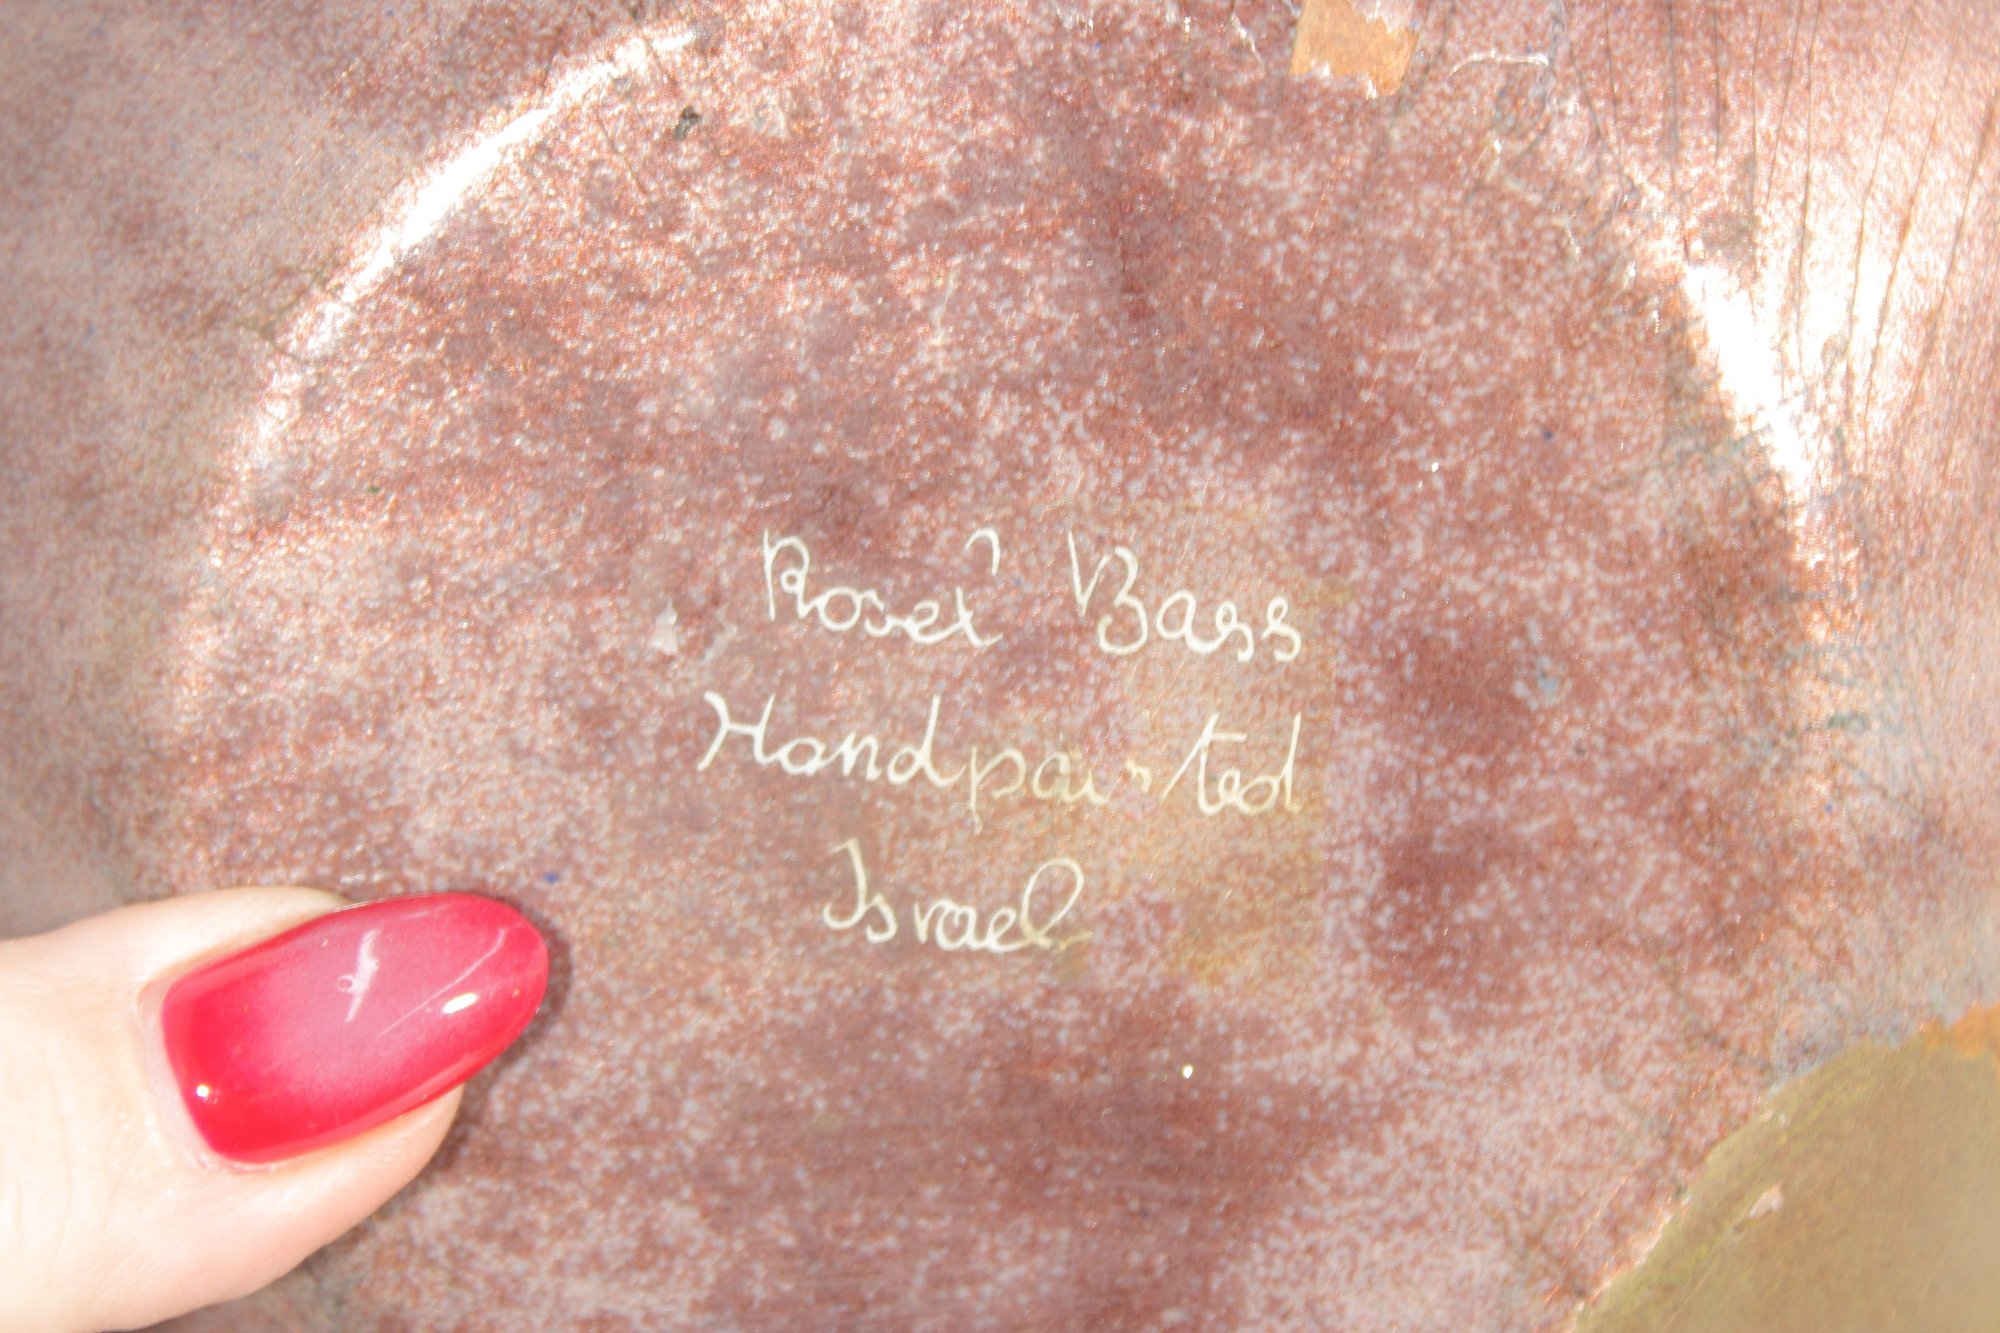 Roset Bass
Handpainted
Israel